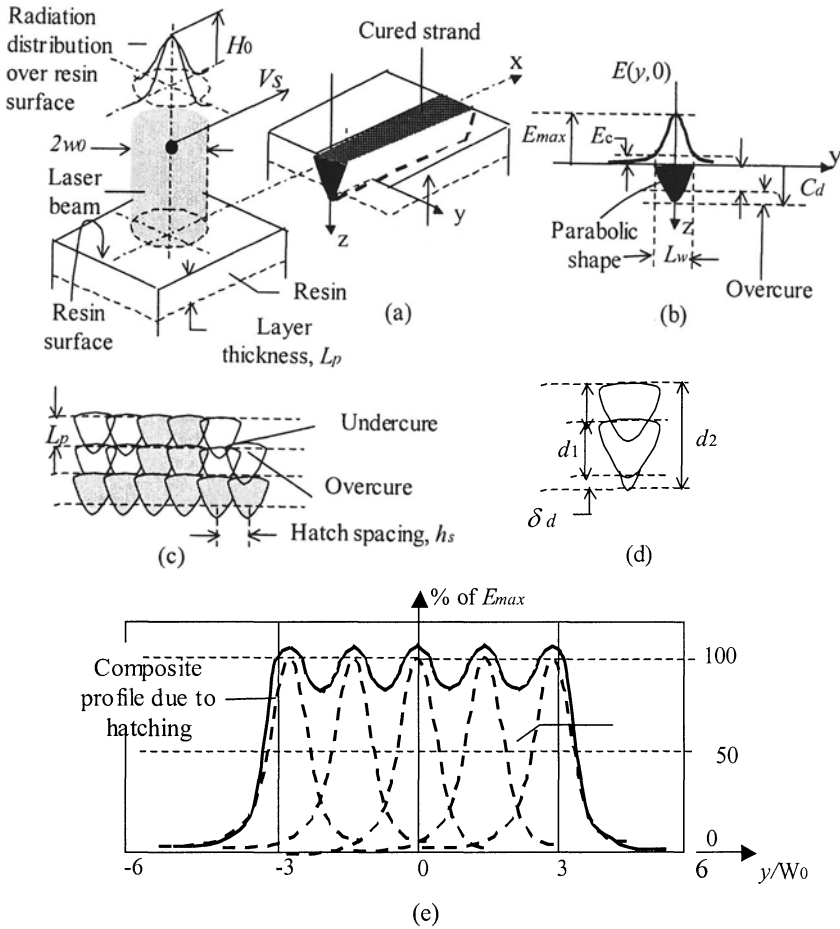 Radiation
distribution
over resin
surface
H0
Vs
2w0
Laser
beam
Resin
surface
Resin
Layer
thickness, Lp
Cured strand
x
y
z
(a)
E(y,0)
Emax
Ec
y
Cd
z
Parabolic
shape
Lw
Overcure
(b)
Lp
Undercure
Overcure
Hatch spacing, hs
(c)
d1
d2
δd
(d)
% of Emax
Composite
profile due to
hatching
100
50
0
-6
-3
0
3
6
y/W0
(e)